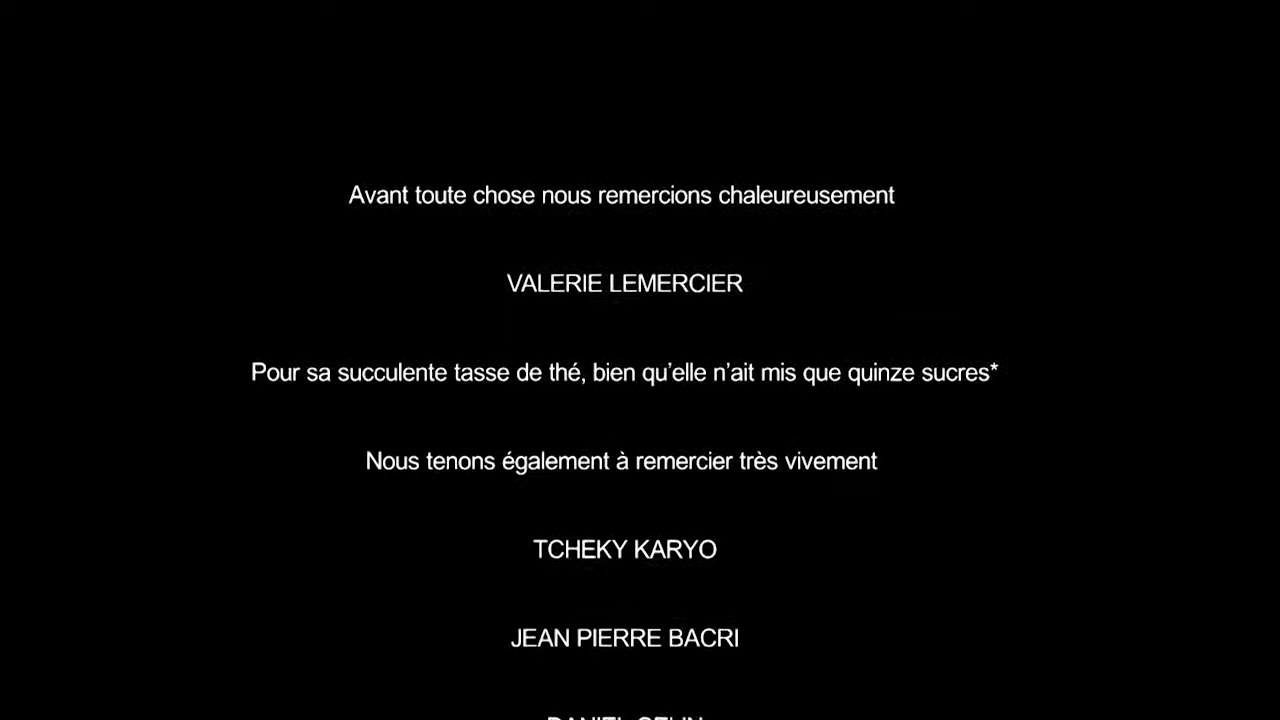 Avant toute chose nous remercions chaleureusement
VALERIE LEMERCIER
Pour sa succulente tasse de thé, bien qu’elle n’ait mis que quinze sucres*
Nous tenons également à remercier très vivement
TCHEKY KARYO
JEAN PIERRE BACRI